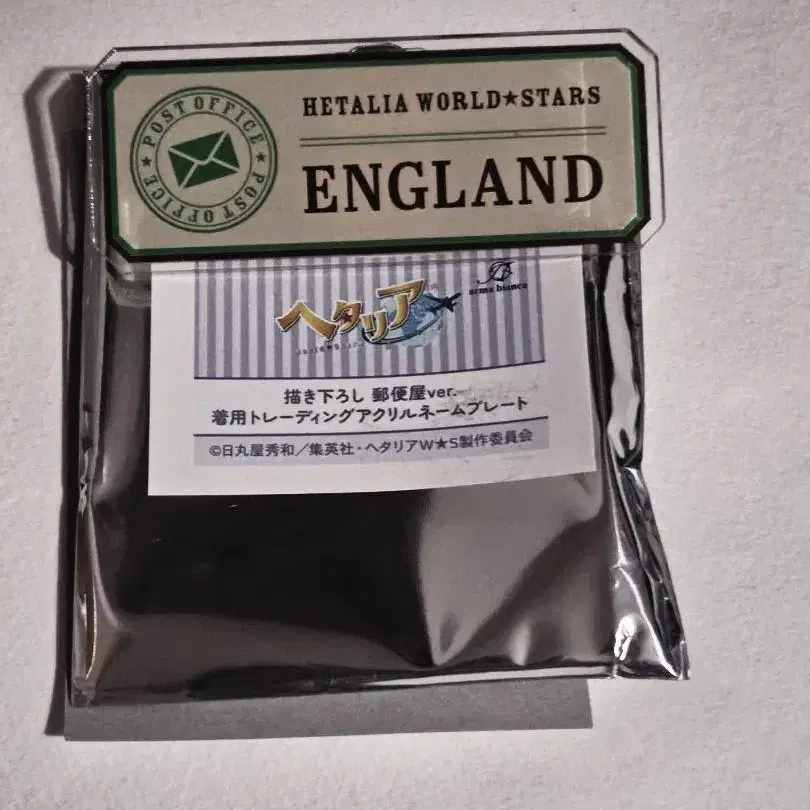 POST OFFICE ★ POST OFFICE ★
HETALIA WORLD★STARS
ENGLAND
ヘタリア
arma bianca
描き下ろし 郵便屋ver.
着用トレーディングアクリルネームプレート
©日丸屋秀和／集英社・ヘタリアW★S製作委員会